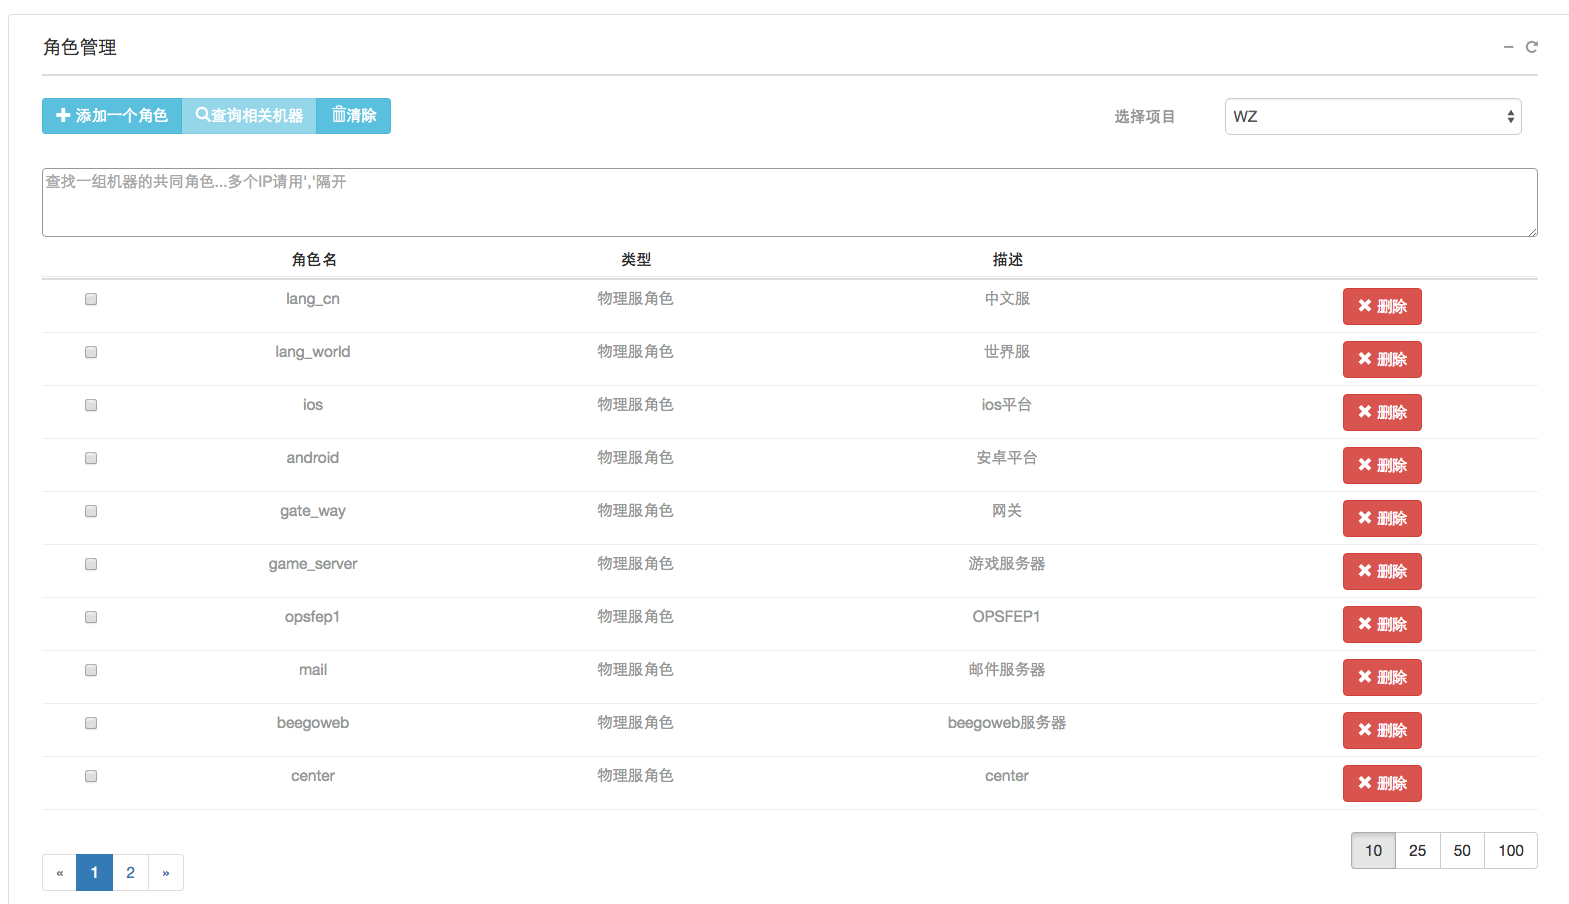 角色管理
添加一个角色 查询相关机器 清除 选择项目 WZ
查找一组机器的共同角色...多个IP请用','隔开
角色名 类型 描述
lang_cn 物理服角色 中文服 删除
lang_world 物理服角色 世界服 删除
ios 物理服角色 ios平台 删除
android 物理服角色 安卓平台 删除
gate_way 物理服角色 网关 删除
game_server 物理服角色 游戏服务器 删除
opsfep1 物理服角色 OPSFEP1 删除
mail 物理服角色 邮件服务器 删除
beegoweb 物理服角色 beegoweb服务器 删除
center 物理服角色 center 删除
10 25 50 100
« 1 2 »